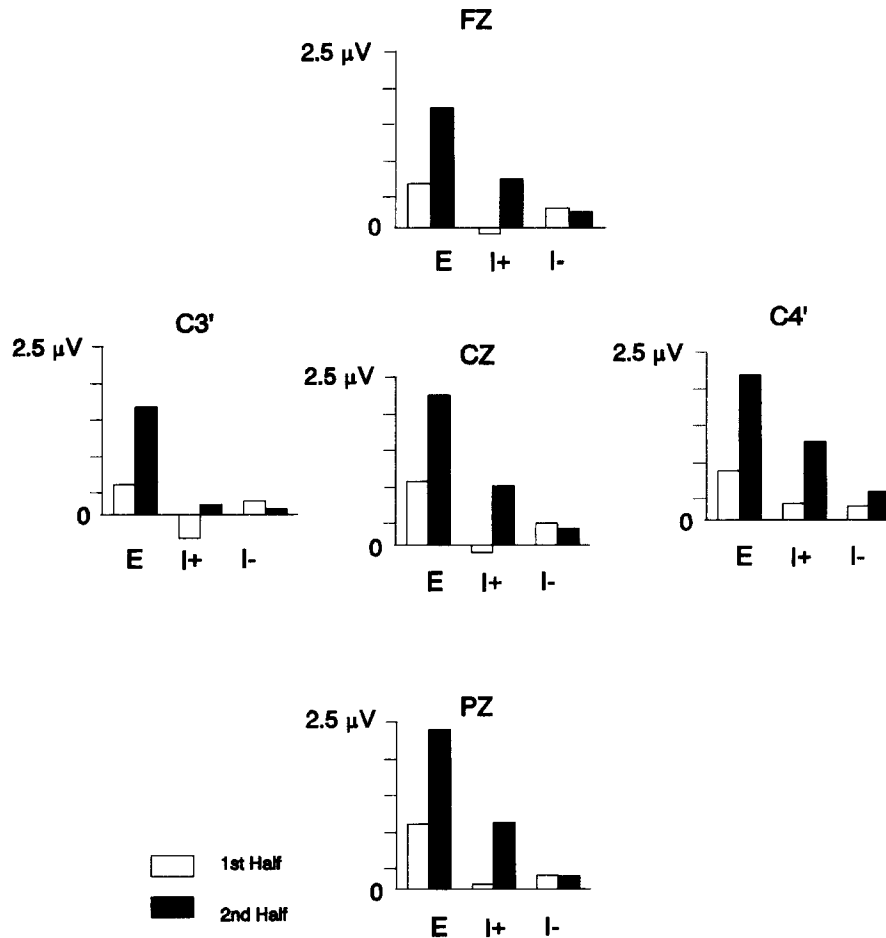 FZ
2.5 µV
0
E I+ I-
C3'
2.5 µV
0
E I+ I-
CZ
2.5 µV
0
E I+ I-
C4'
2.5 µV
0
E I+ I-
PZ
2.5 µV
0
E I+ I-
1st Half
2nd Half